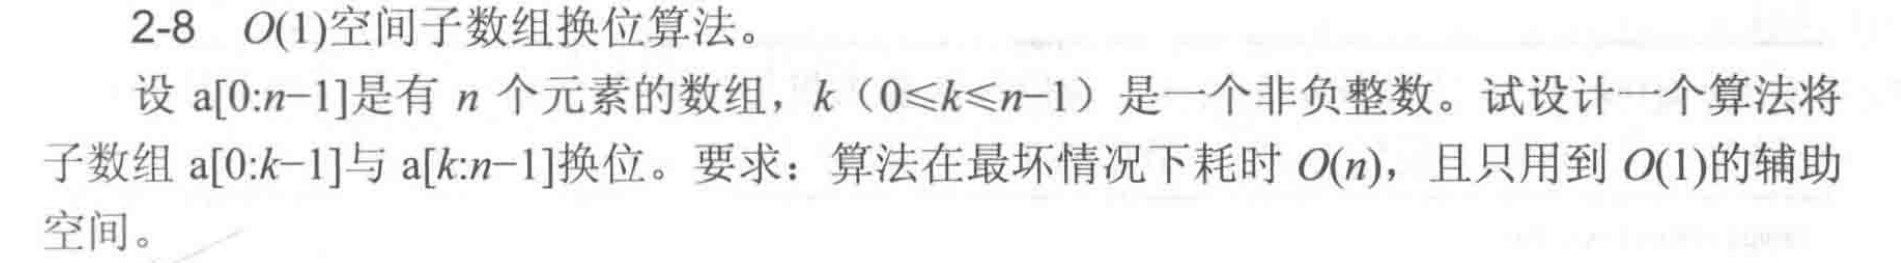 2-8 O(1)空间子数组换位算法。
设 a[0:n−1]是有 n 个元素的数组，k（0≤k≤n−1）是一个非负整数。试设计一个算法将
子数组 a[0:k−1]与 a[k:n−1]换位。要求：算法在最坏情况下耗时 O(n)，且只用到 O(1)的辅助
空间。